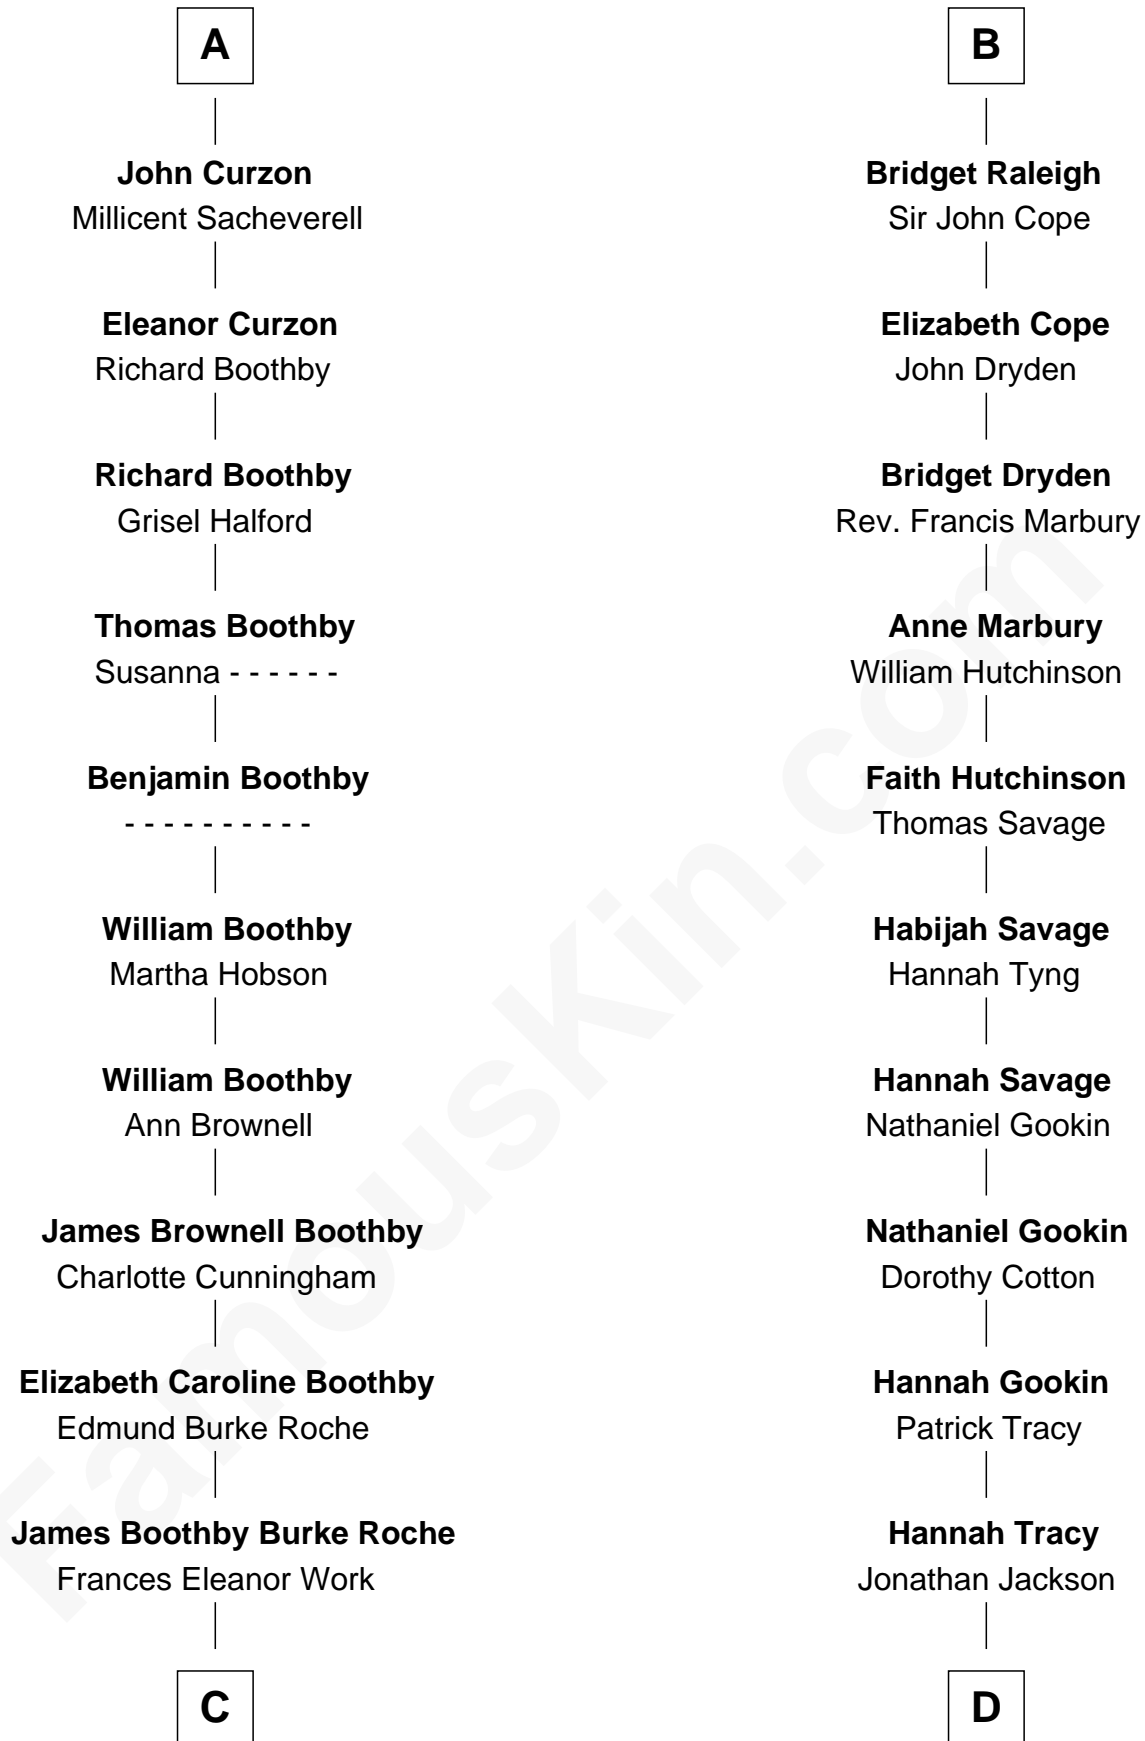 A
John Curzon
Millicent Sacheverell
Eleanor Curzon
Richard Boothby
Richard Boothby
Grisel Halford
Thomas Boothby
Susanna - - - - - -
Benjamin Boothby
- - - - - - - - - -
William Boothby
Martha Hobson
William Boothby
Ann Brownell
James Brownell Boothby
Charlotte Cunningham
Elizabeth Caroline Boothby
Edmund Burke Roche
James Boothby Burke Roche
Frances Eleanor Work
C
B
Bridget Raleigh
Sir John Cope
Elizabeth Cope
John Dryden
Bridget Dryden
Rev. Francis Marbury
Anne Marbury
William Hutchinson
Faith Hutchinson
Thomas Savage
Habijah Savage
Hannah Tyng
Hannah Savage
Nathaniel Gookin
Nathaniel Gookin
Dorothy Cotton
Hannah Gookin
Patrick Tracy
Hannah Tracy
Jonathan Jackson
D
FamousKin.com